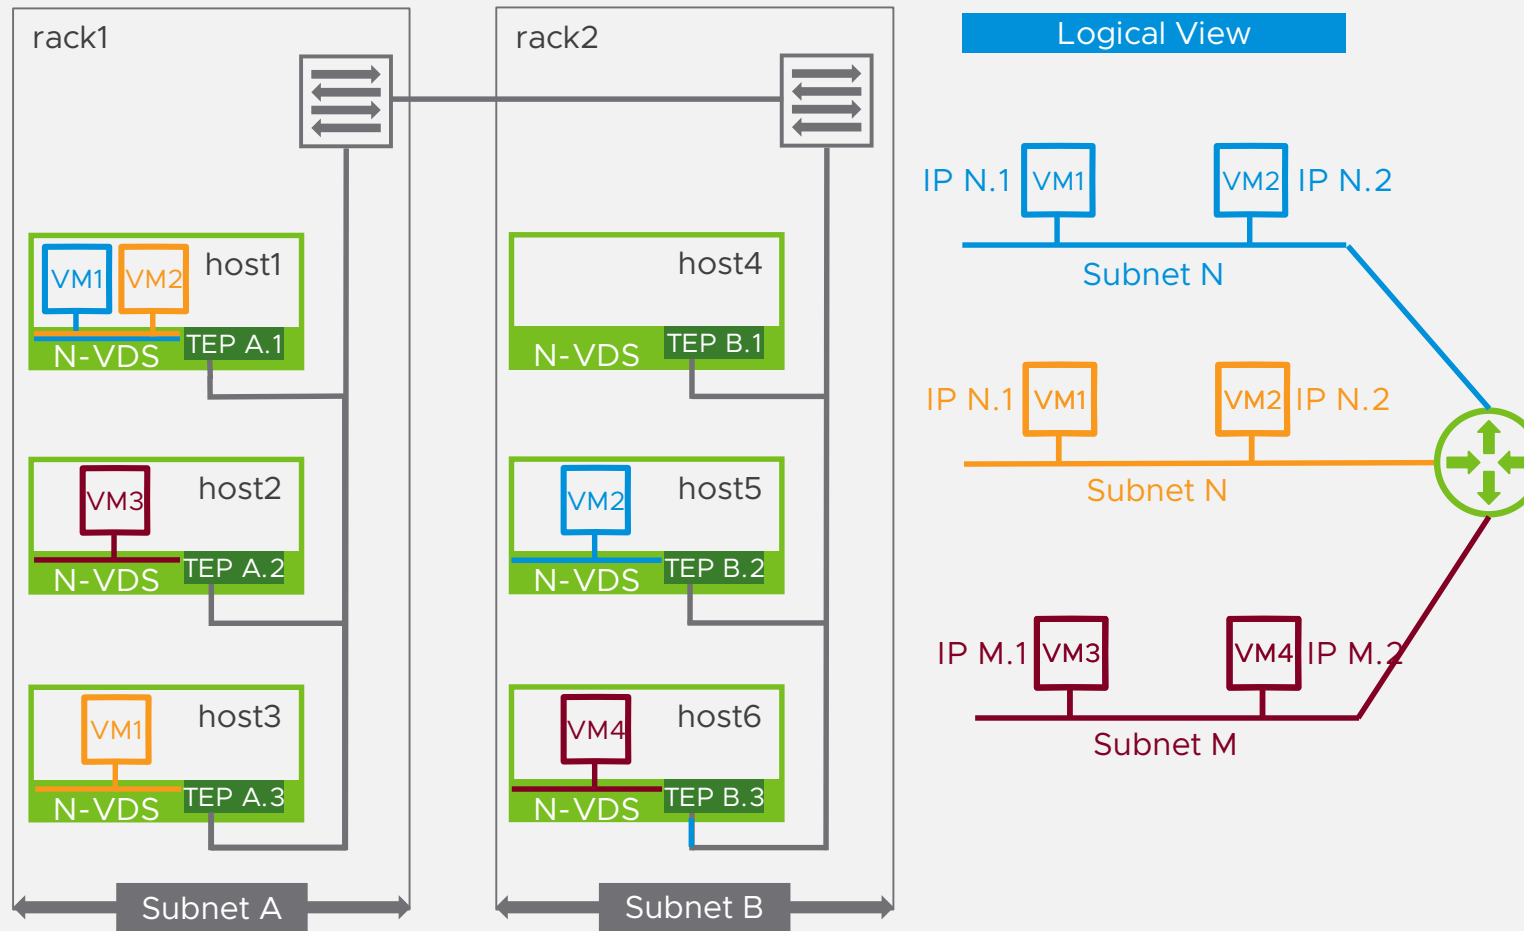 rack1
rack2
Logical View
IP N.1
VM1
VM2
IP N.2
Subnet N
VM1
VM2
host1
N-VDS
TEP A.1
host4
N-VDS
TEP B.1
IP N.1
VM1
VM2
IP N.2
Subnet N
VM3
host2
N-VDS
TEP A.2
VM2
host5
N-VDS
TEP B.2
IP M.1
VM3
VM4
IP M.2
Subnet M
VM1
host3
N-VDS
TEP A.3
VM4
host6
N-VDS
TEP B.3
Subnet A
Subnet B